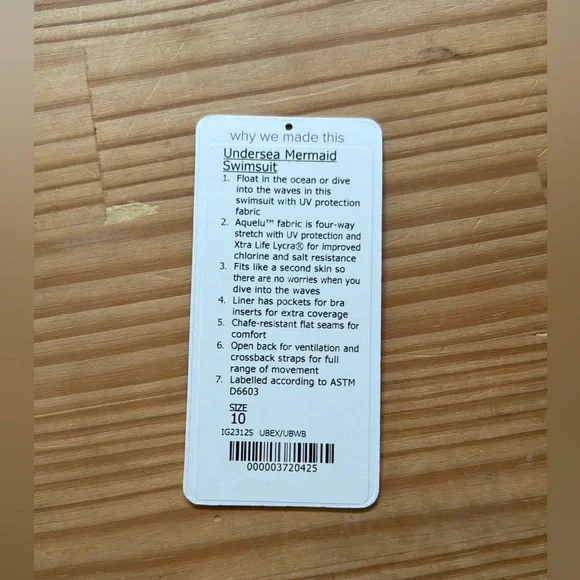 why we made this
Undersea Mermaid
Swimsuit
1. Float in the ocean or dive
into the waves in this
swimsuit with UV protection
fabric
2. Aquelu™ fabric is four-way
stretch with UV protection and
Xtra Life Lycra® for improved
chlorine and salt resistance
3. Fits like a second skin so
there are no worries when you
dive into the waves
4. Liner has pockets for bra
inserts for extra coverage
5. Chafe-resistant flat seams for
comfort
6. Open back for ventilation and
crossback straps for full
range of movement
7. Labelled according to ASTM
D6603
SIZE
10
IG2312S UBEX/UBWB
000003720425